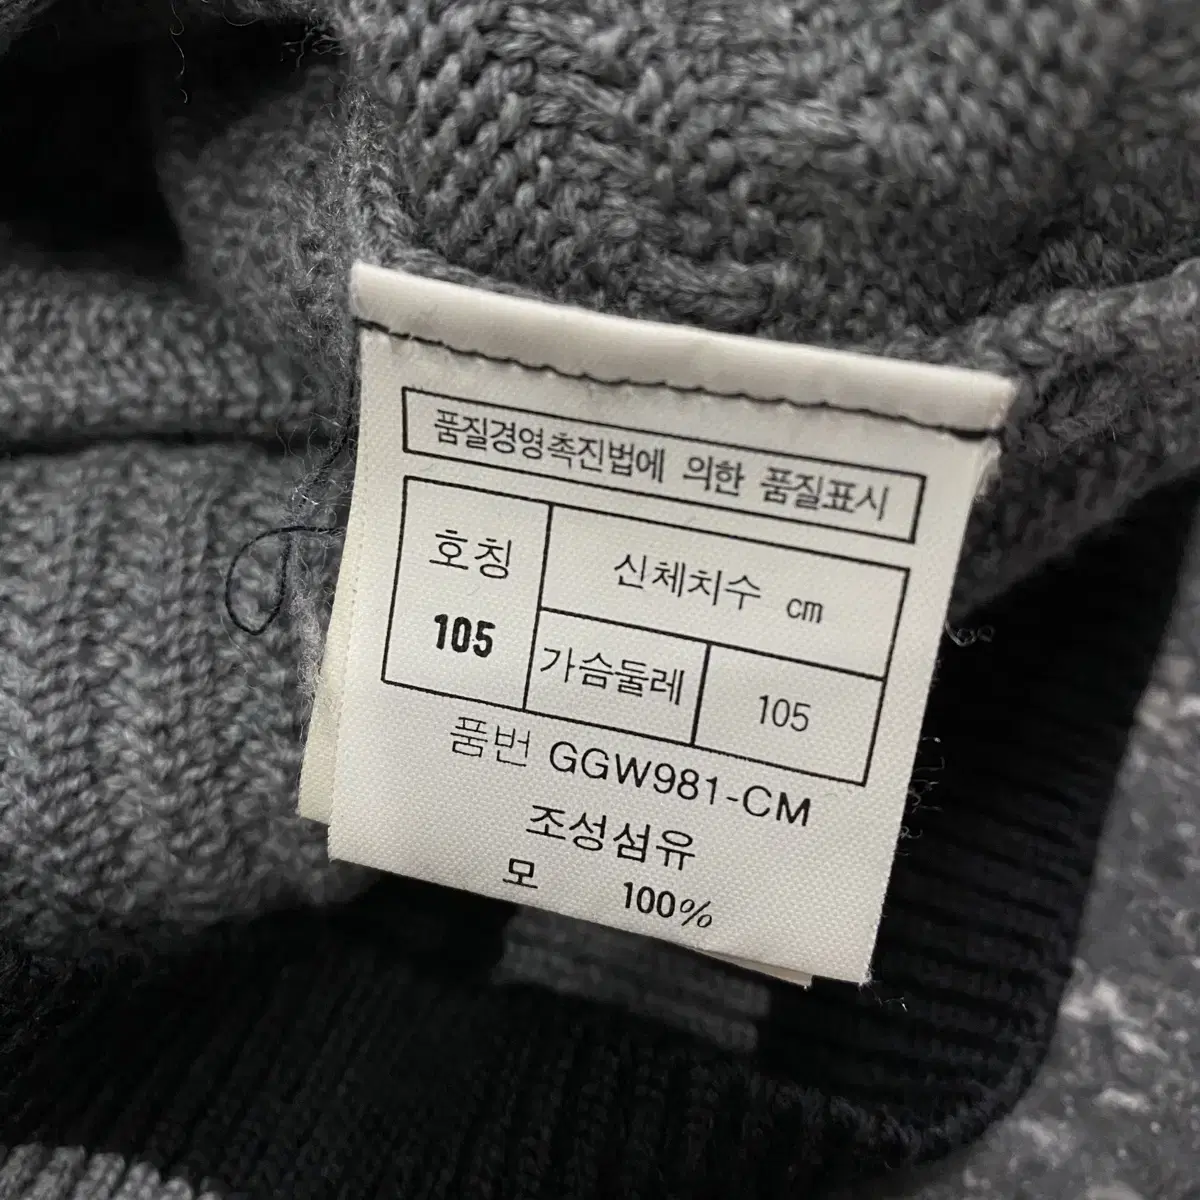 품질경영촉진법에 의한 품질표시
호칭
신체치수 cm
105
가슴둘레
105
품번 GGW981-CM
조성섬유
모 100%